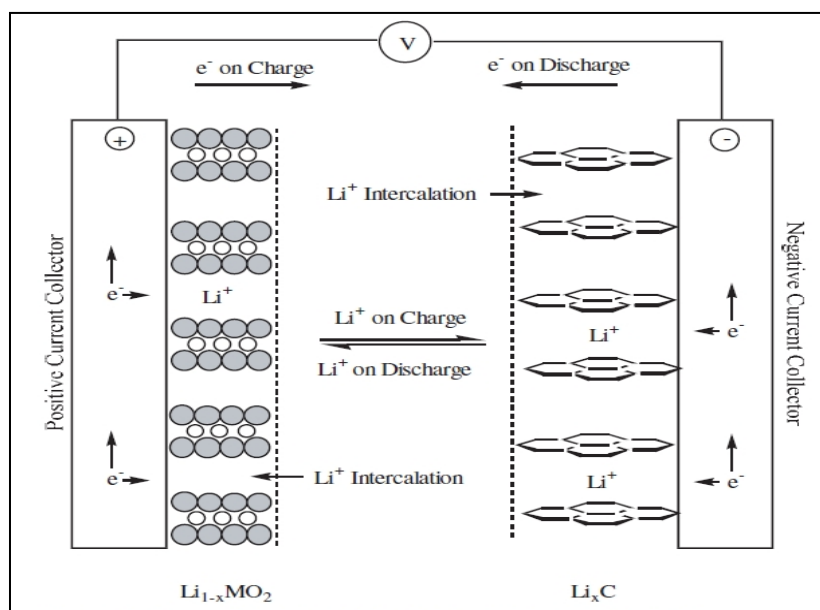 V
e⁻ on Charge
e⁻ on Discharge
+
-
Li⁺ Intercalation
Positive Current Collector
Negative Current Collector
e⁻
Li⁺
Li⁺ on Charge
Li⁺
e⁻
Li⁺ on Discharge
e⁻
Li⁺ Intercalation
Li⁺
e⁻
Li₁₋ₓMO₂
LiₓC